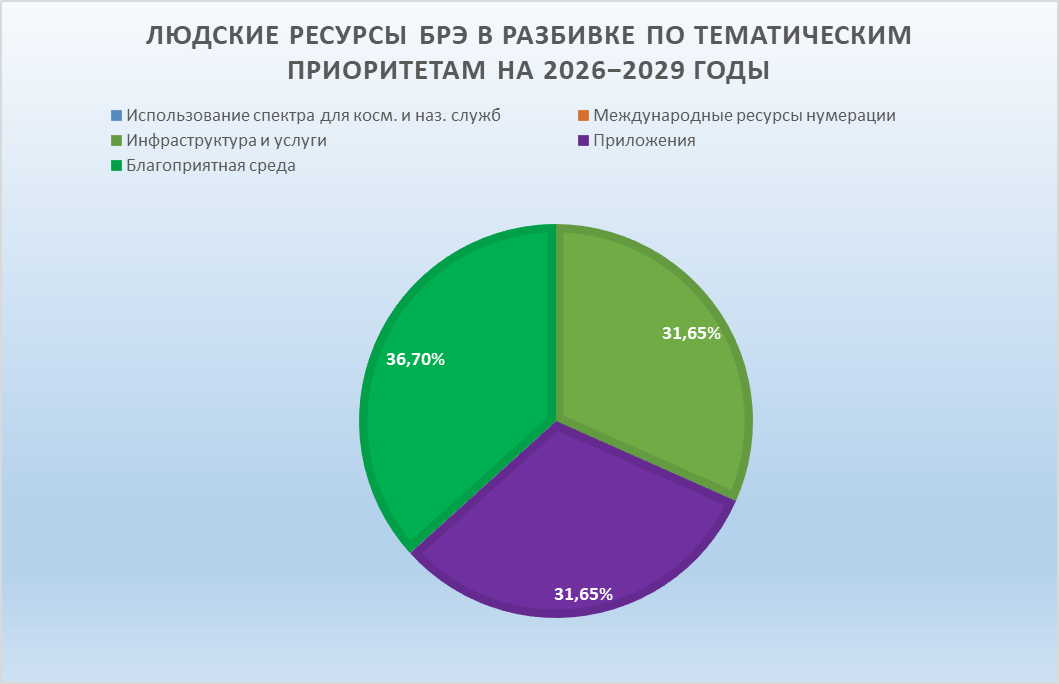 ЛЮДСКИЕ РЕСУРСЫ БРЭ В РАЗБИВКЕ ПО ТЕМАТИЧЕСКИМ
ПРИОРИТЕТАМ НА 2026–2029 ГОДЫ
Использование спектра для косм. и наз. служб
Международные ресурсы нумерации
Инфраструктура и услуги
Приложения
Благоприятная среда
31,65%
36,70%
31,65%